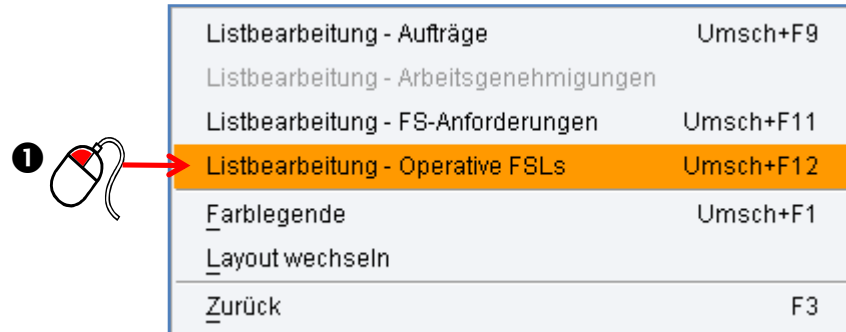 Listbearbeitung - Aufträge Umsch+F9
Listbearbeitung - Arbeitsgenehmigungen
Listbearbeitung - FS-Anforderungen Umsch+F11
❶ Listbearbeitung - Operative FSLs Umsch+F12
Farblegende Umsch+F1
Layout wechseln
Zurück F3